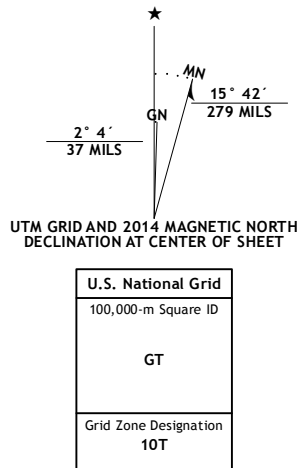 MN
15° 42´
279 MILS
GN
2° 4´
37 MILS
UTM GRID AND 2014 MAGNETIC NORTH
DECLINATION AT CENTER OF SHEET
U.S. National Grid
100,000-m Square ID
GT
Grid Zone Designation
10T